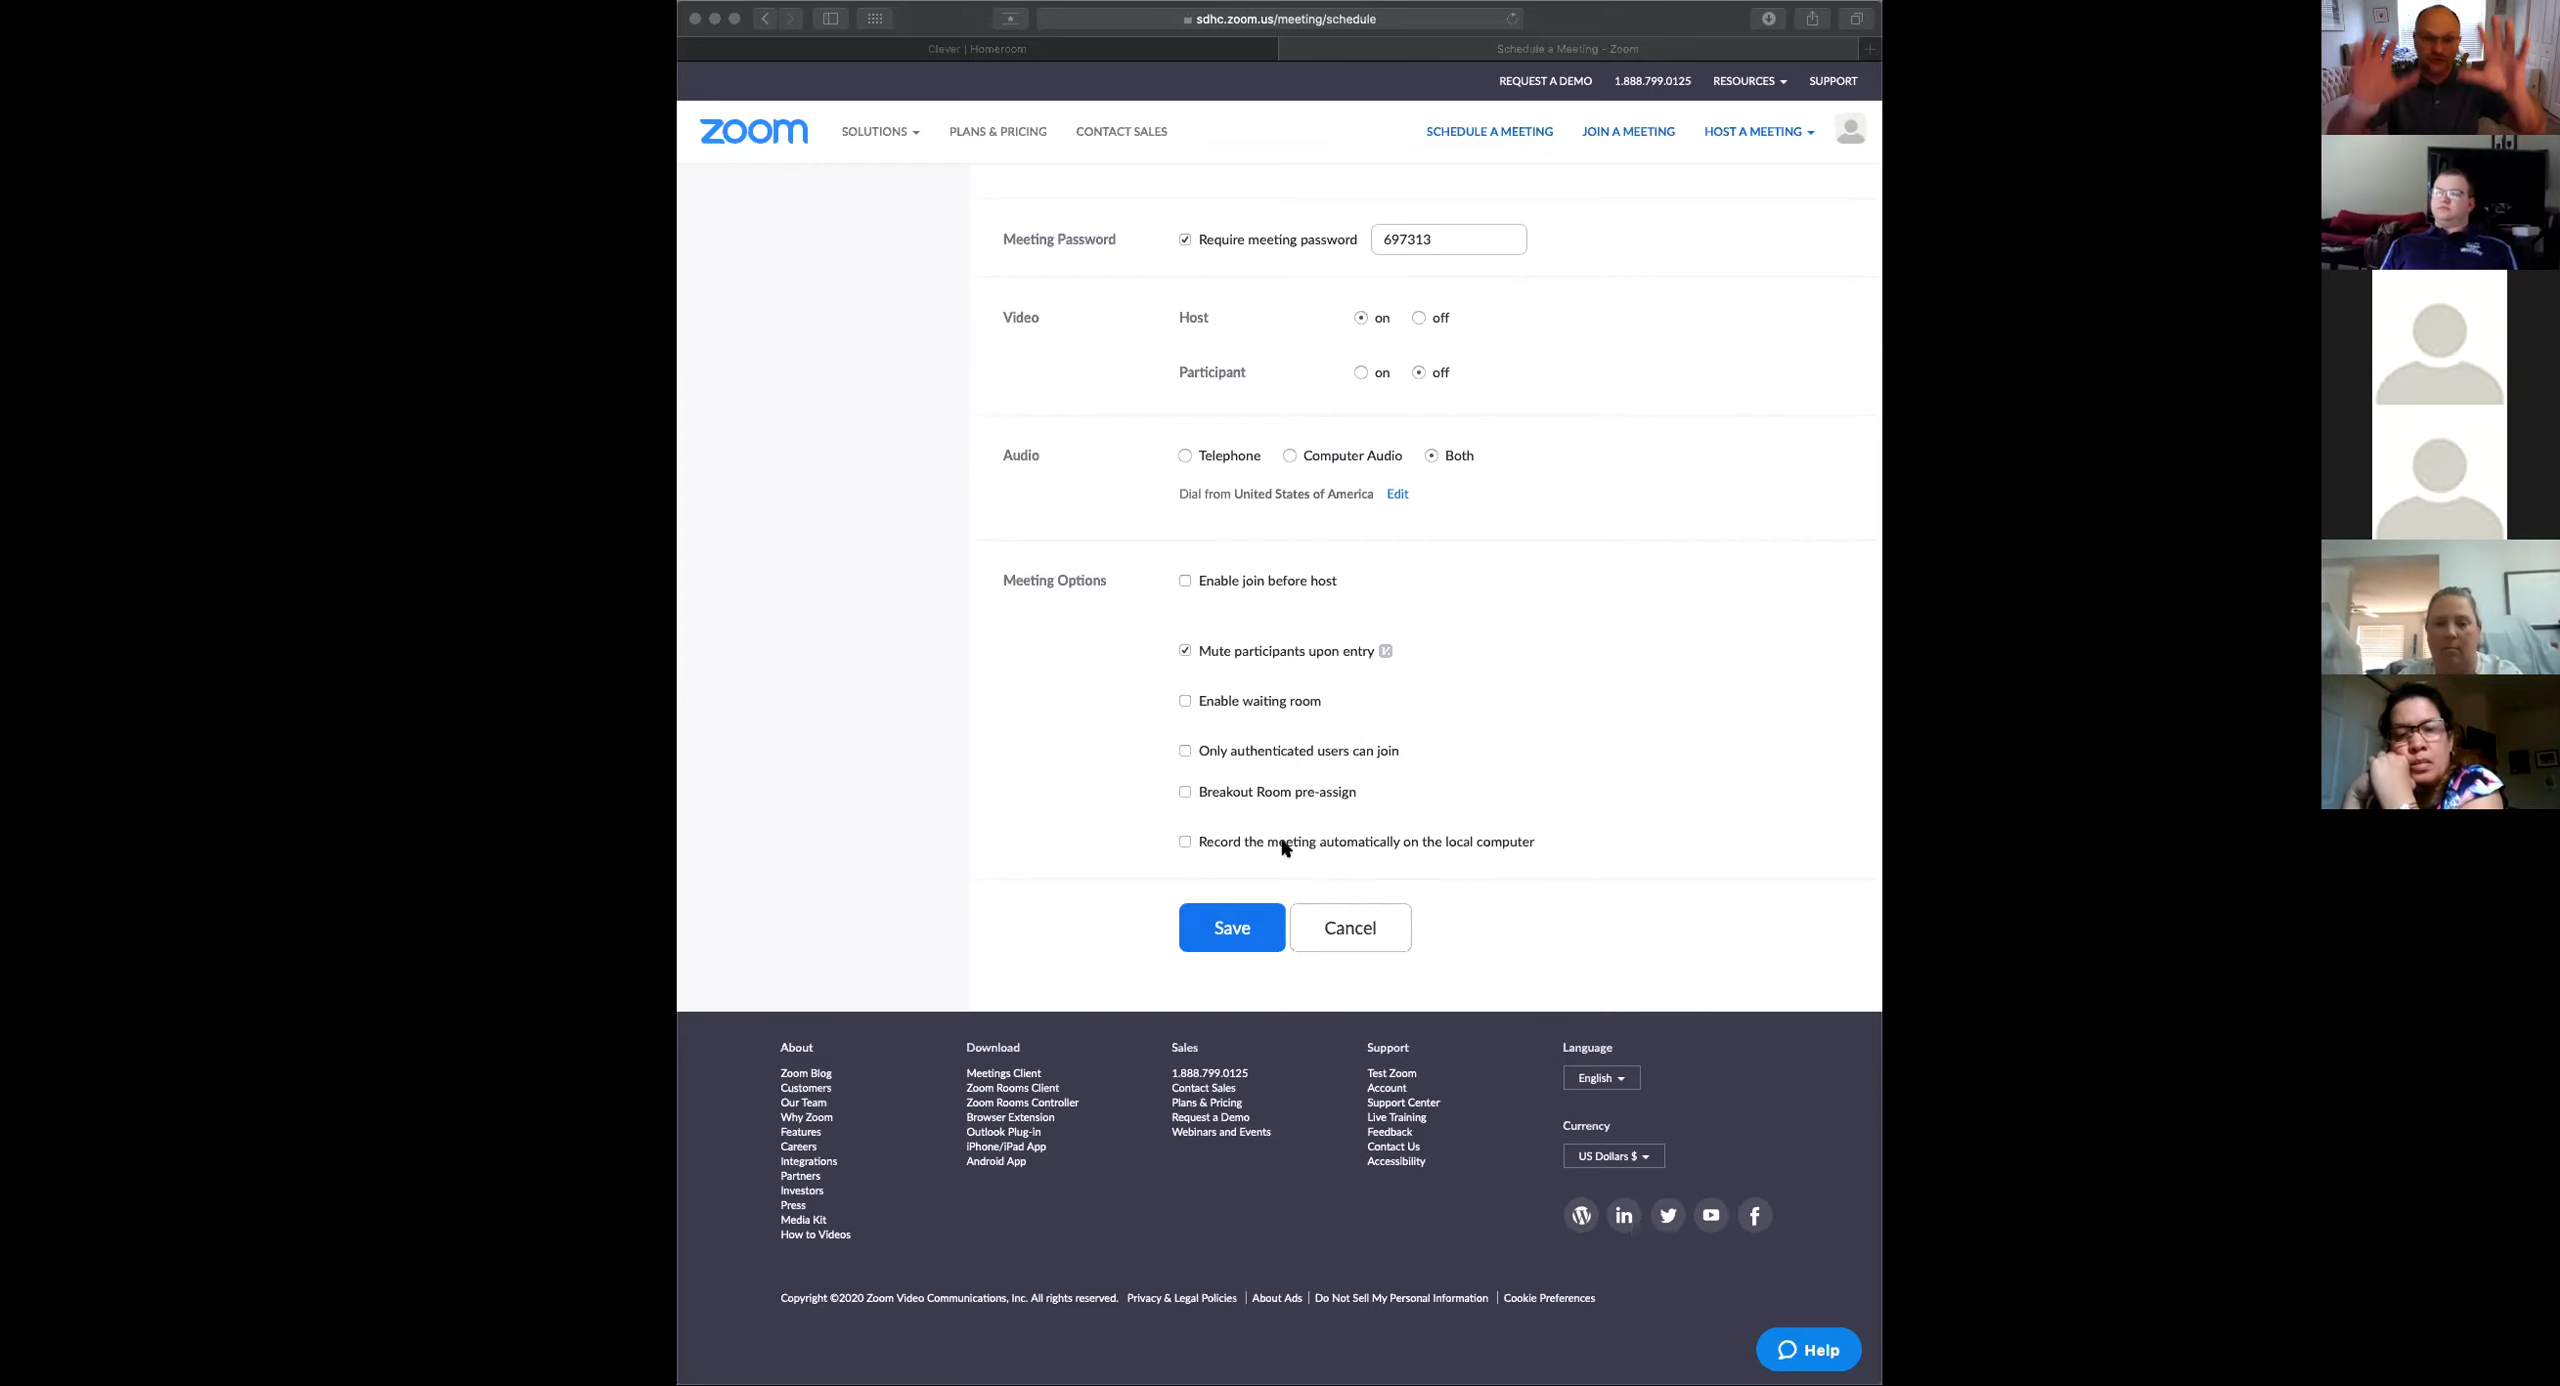 sdhc.zoom.us/meeting/schedule
Clever | Homeroom
Schedule a Meeting - Zoom
REQUEST A DEMO 1.888.799.0125 RESOURCES SUPPORT
zoom SOLUTIONS PLANS & PRICING CONTACT SALES SCHEDULE A MEETING JOIN A MEETING HOST A MEETING
Meeting Password Require meeting password 697313
Video Host on off
Participant on off
Audio Telephone Computer Audio Both
Dial from United States of America Edit
Meeting Options Enable join before host
Mute participants upon entry
Enable waiting room
Only authenticated users can join
Breakout Room pre-assign
Record the meeting automatically on the local computer
Save Cancel
About
Zoom Blog
Customers
Our Team
Why Zoom
Features
Careers
Integrations
Partners
Investors
Press
Media Kit
How to Videos
Download
Meetings Client
Zoom Rooms Client
Zoom Rooms Controller
Browser Extension
Outlook Plug-in
iPhone/iPad App
Android App
Sales
1.888.799.0125
Contact Sales
Plans & Pricing
Request a Demo
Webinars and Events
Support
Test Zoom
Account
Support Center
Live Training
Feedback
Contact Us
Accessibility
Language
English
Currency
US Dollars $
Copyright ©2020 Zoom Video Communications, Inc. All rights reserved. Privacy & Legal Policies | About Ads | Do Not Sell My Personal Information | Cookie Preferences
Help